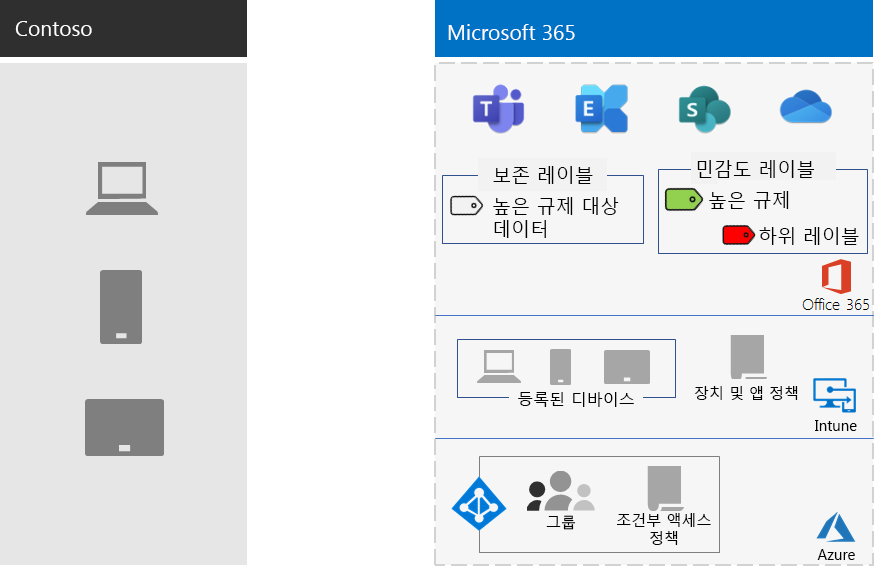 Contoso
Microsoft 365
T
E
S
보존 레이블
높은 규제 대상
데이터
민감도 레이블
높은 규제
하위 레이블
Office 365
등록된 디바이스
장치 및 앱 정책
Intune
그룹
조건부 액세스
정책
Azure